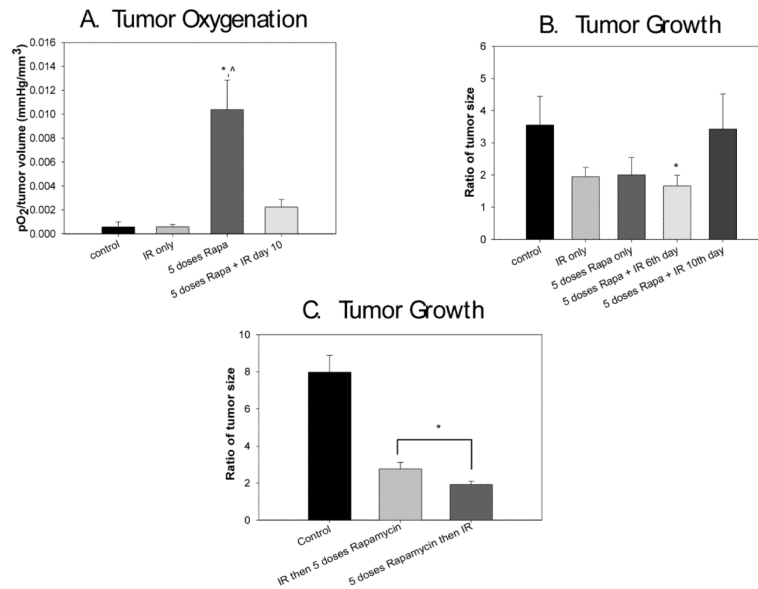 A. Tumor Oxygenation
pO2/tumor volume (mmHg/mm3)
0.016
0.014
0.012
0.010
0.008
0.006
0.004
0.002
0.000
*,^
control
IR only
5 doses Rapa
5 doses Rapa + IR day 10
B. Tumor Growth
Ratio of tumor size
6
5
4
3
2
1
0
*
control
IR only
5 doses Rapa only
5 doses Rapa + IR 6th day
5 doses Rapa + IR 10th day
C. Tumor Growth
Ratio of tumor size
10
8
6
4
2
0
*
Control
IR then 5 doses Rapamycin
5 doses Rapamycin then IR